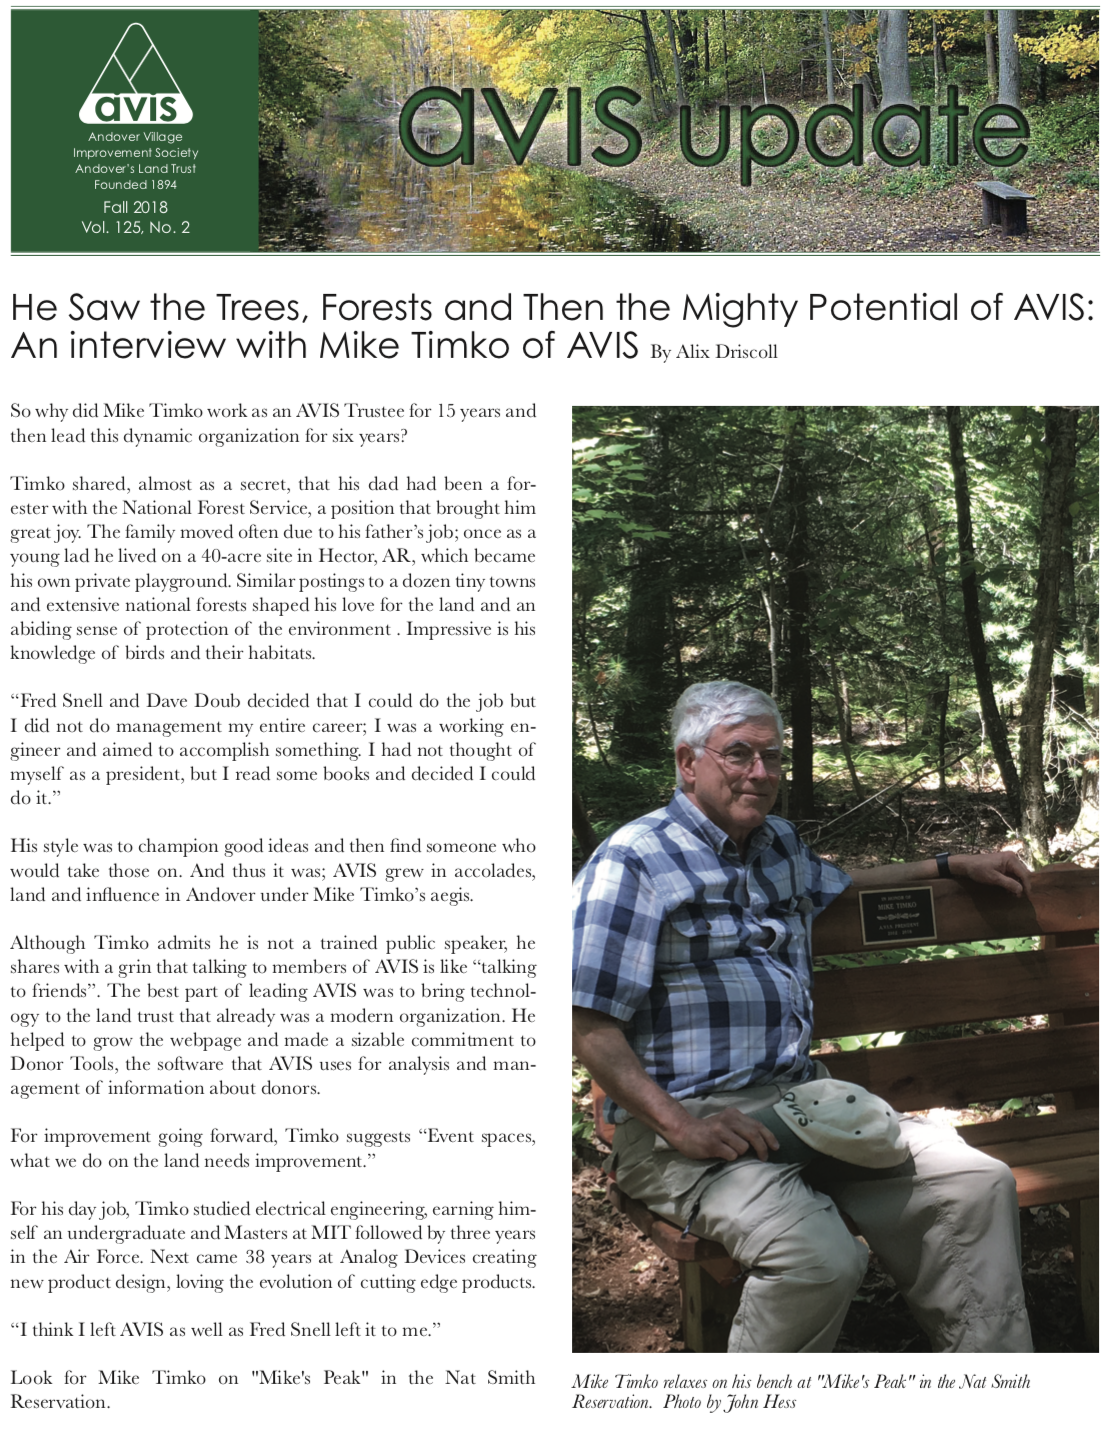 avis
Andover Village
Improvement Society
Andover's Land Trust
Founded 1894
Fall 2018
Vol. 125, No. 2
avis update
He Saw the Trees, Forests and Then the Mighty Potential of AVIS:
An interview with Mike Timko of AVIS By Alix Driscoll
So why did Mike Timko work as an AVIS Trustee for 15 years and
then lead this dynamic organization for six years?
Timko shared, almost as a secret, that his dad had been a for-
ester with the National Forest Service, a position that brought him
great joy. The family moved often due to his father's job; once as a
young lad he lived on a 40-acre site in Hector, AR, which became
his own private playground. Similar postings to a dozen tiny towns
and extensive national forests shaped his love for the land and an
abiding sense of protection of the environment . Impressive is his
knowledge of birds and their habitats.
“Fred Snell and Dave Doub decided that I could do the job but
I did not do management my entire career; I was a working en-
gineer and aimed to accomplish something. I had not thought of
myself as a president, but I read some books and decided I could
do it.”
His style was to champion good ideas and then find someone who
would take those on. And thus it was; AVIS grew in accolades,
land and influence in Andover under Mike Timko's aegis.
Although Timko admits he is not a trained public speaker, he
shares with a grin that talking to members of AVIS is like “talking
to friends”. The best part of leading AVIS was to bring technol-
ogy to the land trust that already was a modern organization. He
helped to grow the webpage and made a sizable commitment to
Donor Tools, the software that AVIS uses for analysis and man-
agement of information about donors.
For improvement going forward, Timko suggests “Event spaces,
what we do on the land needs improvement.”
For his day job, Timko studied electrical engineering, earning him-
self an undergraduate and Masters at MIT followed by three years
in the Air Force. Next came 38 years at Analog Devices creating
new product design, loving the evolution of cutting edge products.
“I think I left AVIS as well as Fred Snell left it to me.”
Look for Mike Timko on "Mike's Peak" in the Nat Smith
Reservation.
IN HONOR OF
MIKE TIMKO
AVIS PRESIDENT
AVIS
Mike Timko relaxes on his bench at "Mike's Peak" in the Nat Smith
Reservation. Photo by John Hess